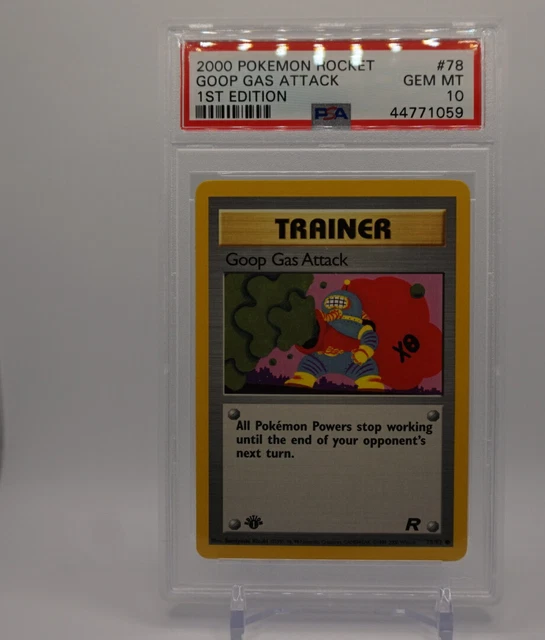 2000 POKEMON ROCKET #78
GOOP GAS ATTACK GEM MT
1ST EDITION 10
PSA 44771059
TRAINER
Goop Gas Attack
All Pokémon Powers stop working
until the end of your opponent's
next turn.
1 R